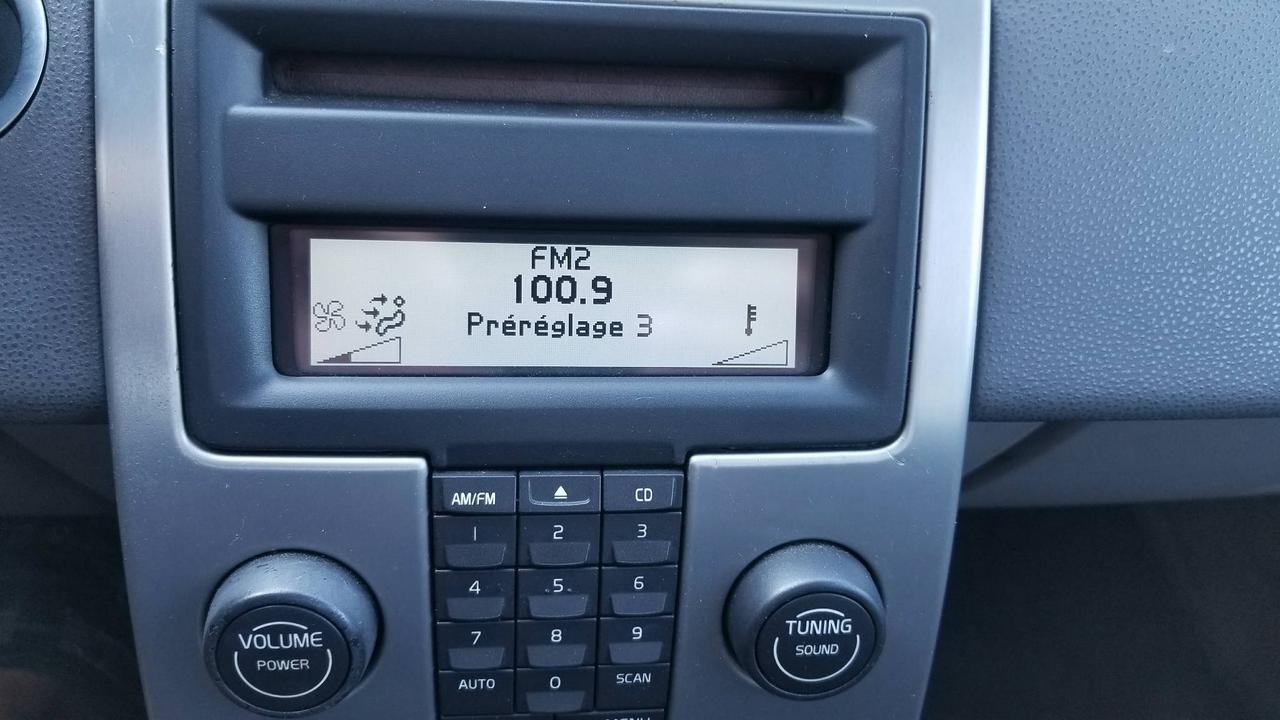 FM2
100.9
Préréglage 3
AM/FM
CD
1
2
3
4
5
6
7
8
9
AUTO
0
SCAN
MENU
VOLUME
POWER
TUNING
SOUND